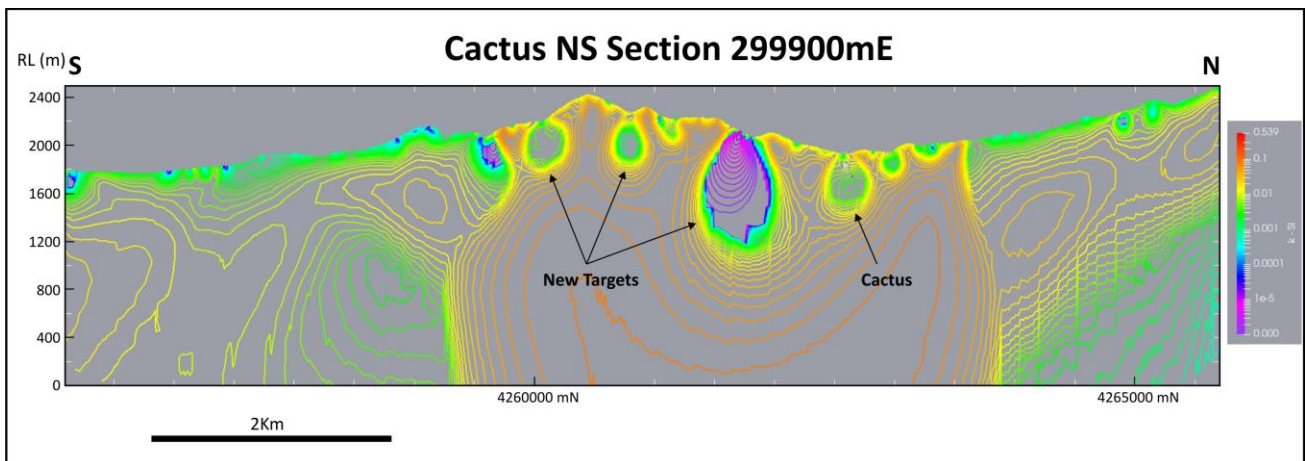 Cactus NS Section 299900mE
RL (m)
S
N
2400
2000
1600
1200
800
400
0
New Targets
Cactus
4260000 mN
4265000 mN
2Km
0.539
0.1
0.01
0.001
0.0001
1e-5
0.000
k - SI